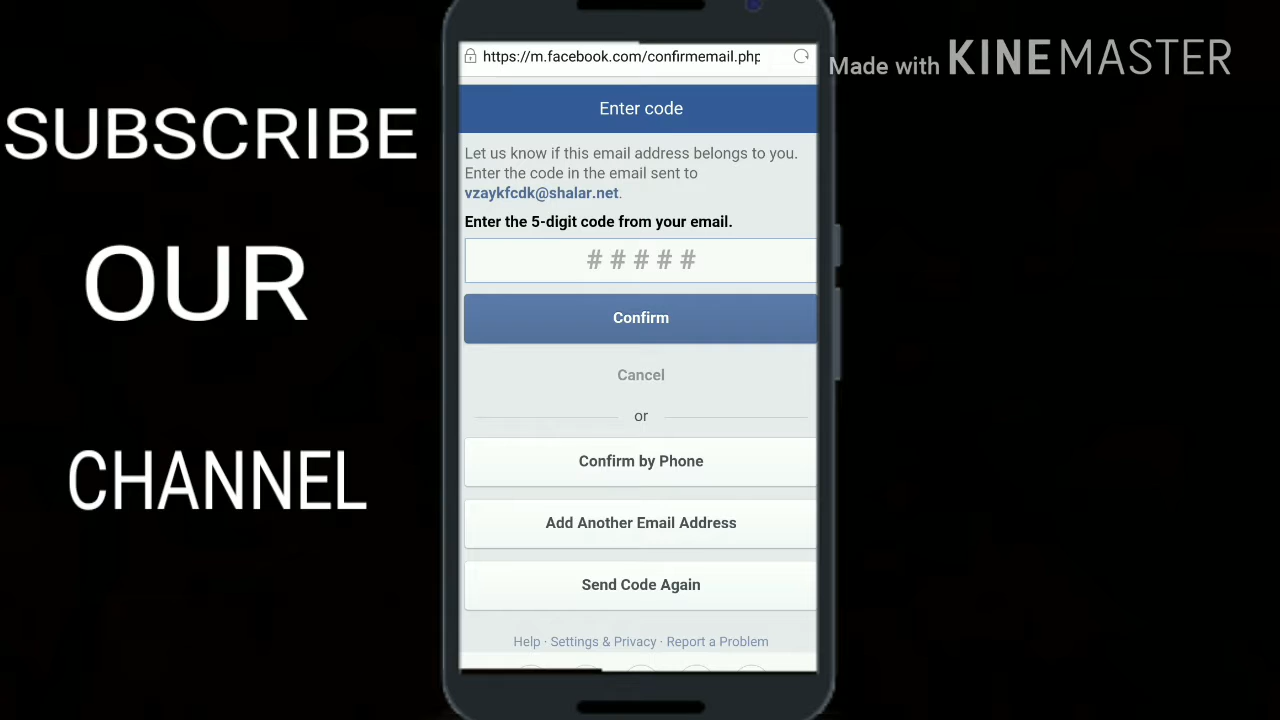 SUBSCRIBE
OUR
CHANNEL
Made with KINEMASTER
https://m.facebook.com/confirmemail.php
Enter code
Let us know if this email address belongs to you.
Enter the code in the email sent to
vzaykfcdk@shalar.net.
Enter the 5-digit code from your email.
# # # # #
Confirm
Cancel
or
Confirm by Phone
Add Another Email Address
Send Code Again
Help · Settings & Privacy · Report a Problem